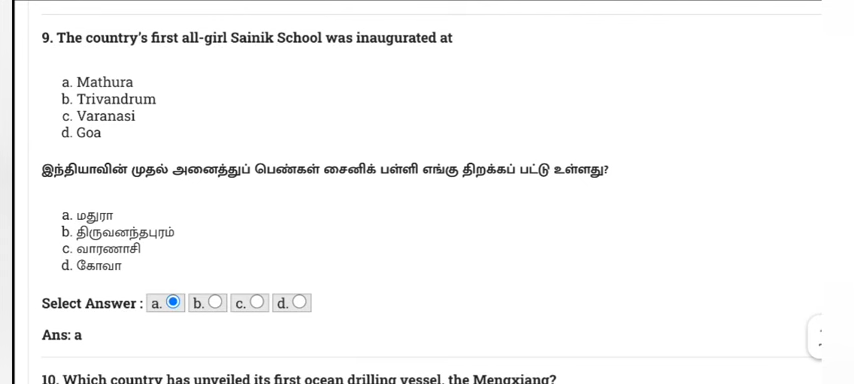 9. The country's first all-girl Sainik School was inaugurated at
a. Mathura
b. Trivandrum
c. Varanasi
d. Goa
இந்தியாவின் முதல் அனைத்துப் பெண்கள் சைனிக் பள்ளி எங்கு திறக்கப் பட்டு உள்ளது?
a. மதுரா
b. திருவனந்தபுரம்
c. வாரணாசி
d. கோவா
Select Answer : a. b. c. d.
Ans: a
10. Which country has unveiled its first ocean drilling vessel, the Mengxiang?